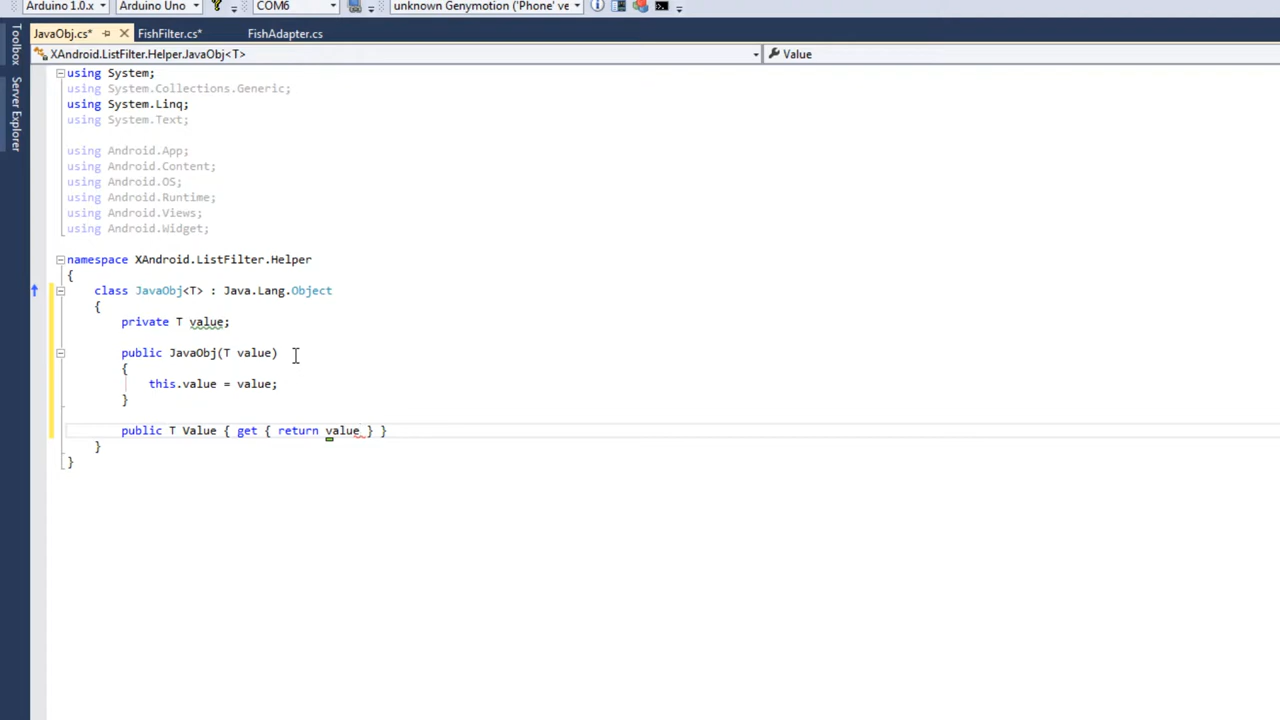 Arduino 1.0.x Arduino Uno COM6 unknown Genymotion ('Phone' ve
JavaObj.cs* FishFilter.cs* FishAdapter.cs
XAndroid.ListFilter.Helper.JavaObj<T> Value
Toolbox
Server Explorer
using System;
using System.Collections.Generic;
using System.Linq;
using System.Text;
using Android.App;
using Android.Content;
using Android.OS;
using Android.Runtime;
using Android.Views;
using Android.Widget;
namespace XAndroid.ListFilter.Helper
{
class JavaObj<T> : Java.Lang.Object
{
private T value;
public JavaObj(T value)
{
this.value = value;
}
public T Value { get { return value } }
}
}